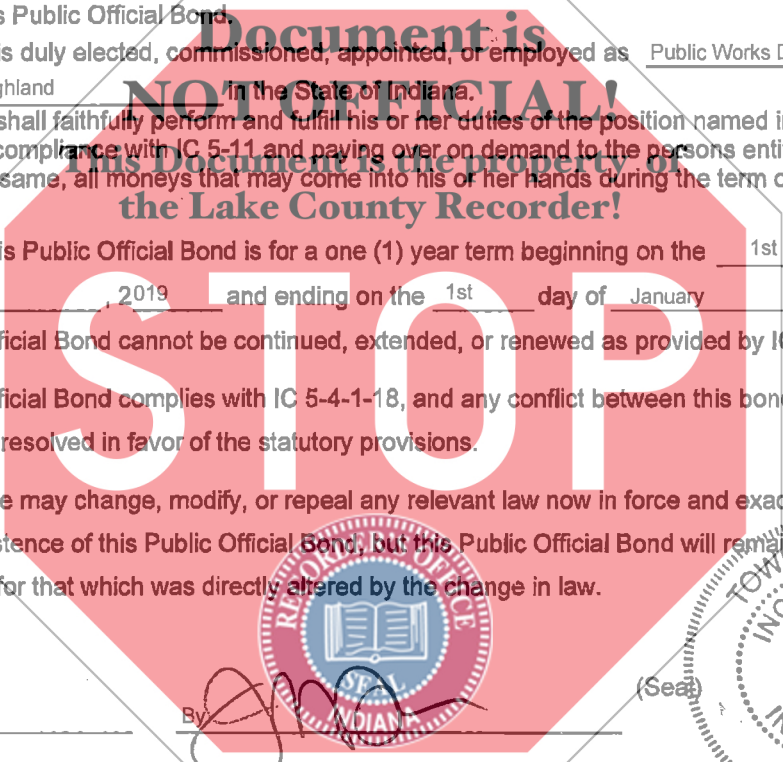 s Public Official Bond.
is duly elected, commissioned, appointed, or employed as Public Works D
ghland in the State of Indiana.
shall faithfully perform and fulfill his or her duties of the position named i
compliance with IC 5-11 and paying over on demand to the persons enti
same, all moneys that may come into his or her hands during the term o
Document is
NOT OFFICIAL!
This Document is the property of
the Lake County Recorder!
is Public Official Bond is for a one (1) year term beginning on the 1st
, 2019 and ending on the 1st day of January
ficial Bond cannot be continued, extended, or renewed as provided by IC
STOP
ficial Bond complies with IC 5-4-1-18, and any conflict between this bond
resolved in favor of the statutory provisions.
e may change, modify, or repeal any relevant law now in force and exac
tence of this Public Official Bond, but this Public Official Bond will remai
for that which was directly altered by the change in law.
RECORDER'S OFFICE
SEAL
INDIANA
By
(Seal)
TOW
INC